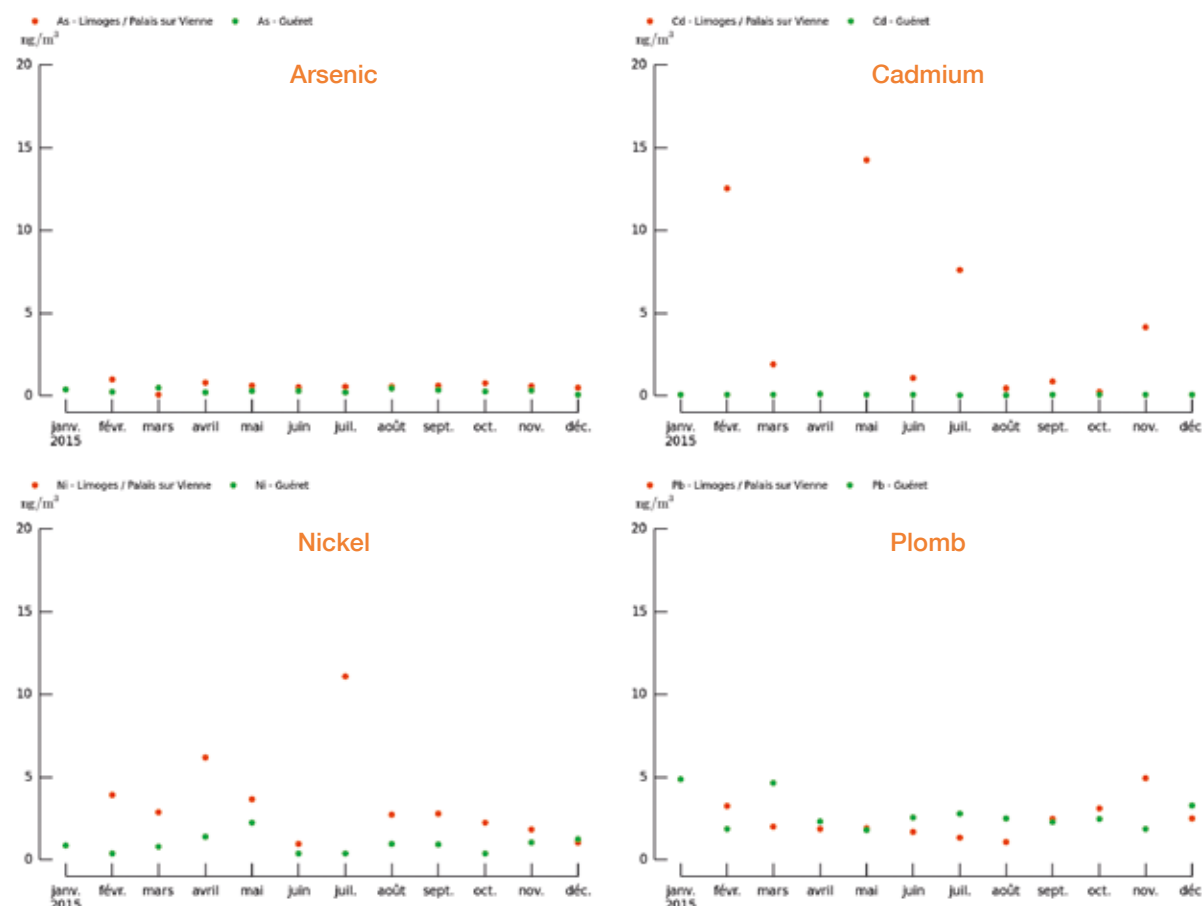 As - Limoges / Palais sur Vienne As - Guéret
ng/m³
Arsenic
20
15
10
5
0
janv. févr. mars avril mai juin juil. août sept. oct. nov. déc.
2015
Cd - Limoges / Palais sur Vienne Cd - Guéret
ng/m³
Cadmium
20
15
10
5
0
janv. févr. mars avril mai juin juil. août sept. oct. nov. déc
2015
Ni - Limoges / Palais sur Vienne Ni - Guéret
ng/m³
Nickel
20
15
10
5
0
janv. févr. mars avril mai juin juil. août sept. oct. nov. déc.
2015
Pb - Limoges / Palais sur Vienne Pb - Guéret
ng/m³
Plomb
20
15
10
5
0
janv. févr. mars avril mai juin juil. août sept. oct. nov. déc
2015